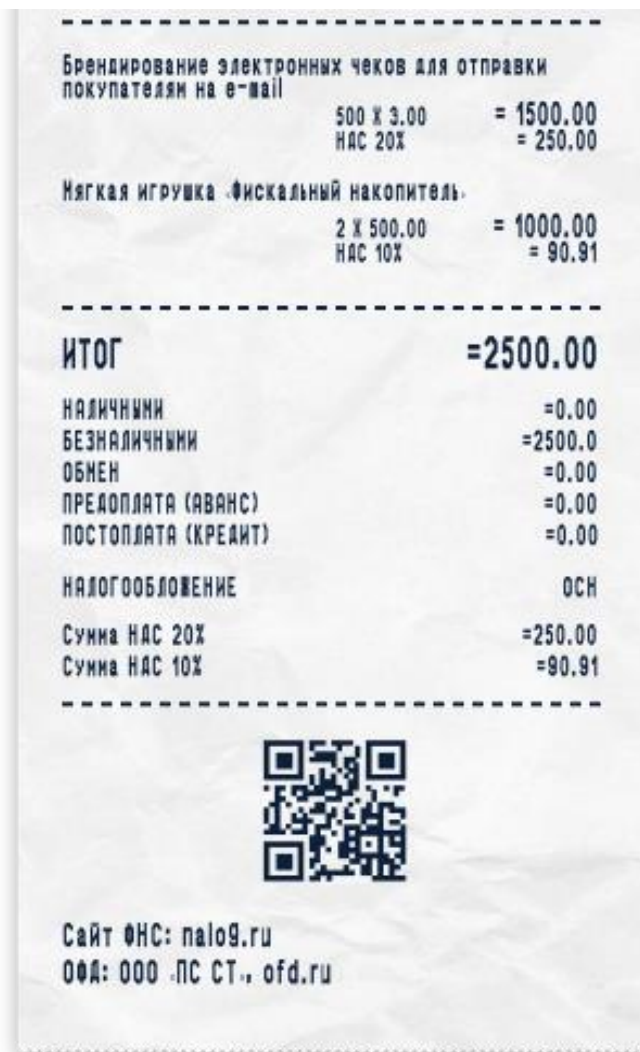 Брендирование электронных чеков для отправки
покупателям на e-mail
500 X 3.00 = 1500.00
НДС 20% = 250.00
Мягкая игрушка «Фискальный накопитель»
2 X 500.00 = 1000.00
НДС 10% = 90.91
ИТОГ =2500.00
НАЛИЧНЫМИ =0.00
БЕЗНАЛИЧНЫМИ =2500.0
ОБМЕН =0.00
ПРЕДОПЛАТА (АВАНС) =0.00
ПОСТОПЛАТА (КРЕДИТ) =0.00
НАЛОГООБЛОЖЕНИЕ ОСН
Сумма НДС 20% =250.00
Сумма НДС 10% =90.91
Сайт ФНС: nalog.ru
ОФД: ООО «ПС СТ», ofd.ru